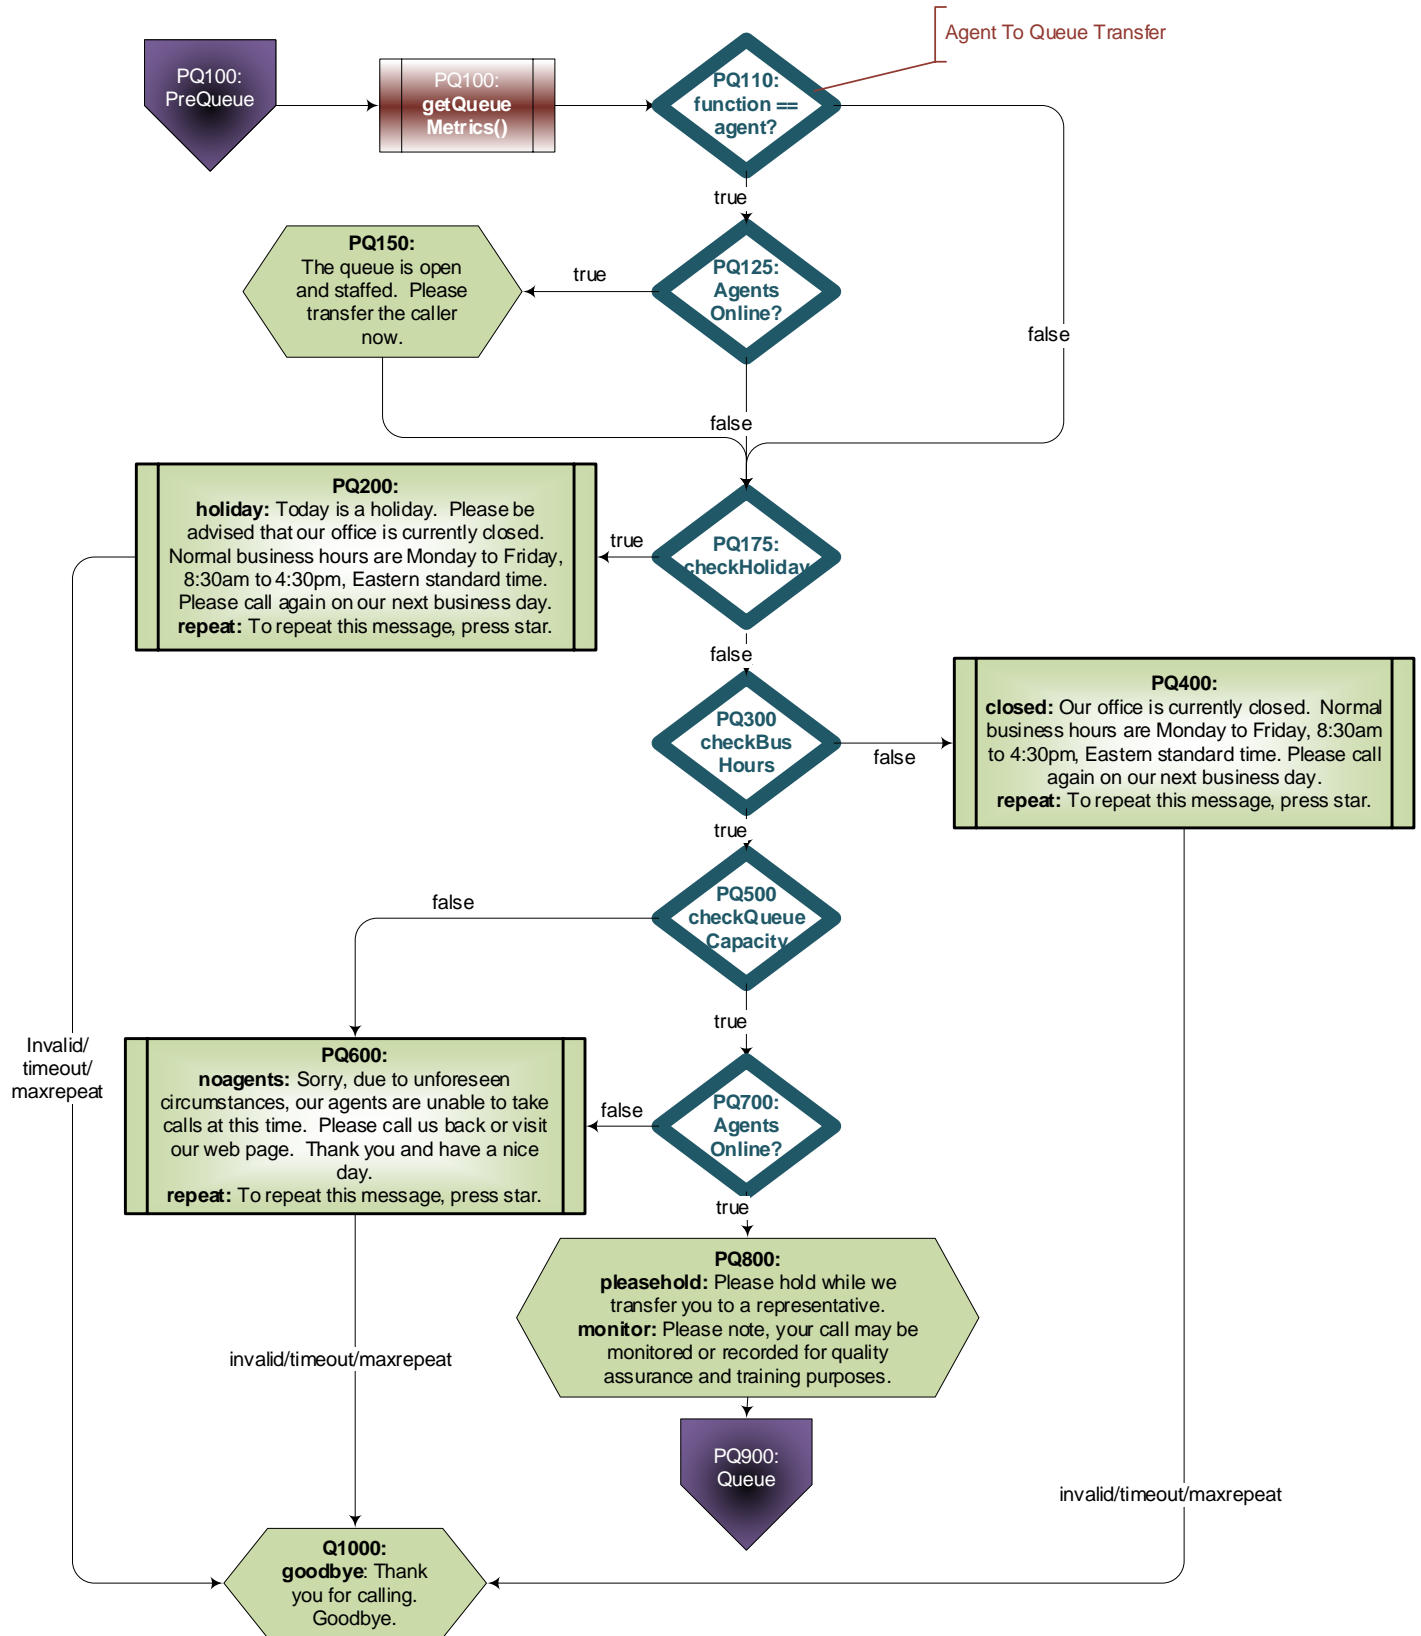 Agent To Queue Transfer
PQ100:
PreQueue
PQ100:
getQueue
Metrics()
PQ110:
function ==
agent?
true
false
PQ125:
Agents
Online?
true
PQ150:
The queue is open
and staffed.  Please
transfer the caller
now.
false
PQ175:
checkHoliday
true
PQ200:
holiday: Today is a holiday.  Please be
advised that our office is currently closed.
Normal business hours are Monday to Friday,
8:30am to 4:30pm, Eastern standard time.
Please call again on our next business day.
repeat: To repeat this message, press star.
false
PQ300
checkBus
Hours
false
PQ400:
closed: Our office is currently closed.  Normal
business hours are Monday to Friday, 8:30am
to 4:30pm, Eastern standard time. Please call
again on our next business day.
repeat: To repeat this message, press star.
true
PQ500
checkQueue
Capacity
false
true
Invalid/
timeout/
maxrepeat
PQ600:
noagents: Sorry, due to unforeseen
circumstances, our agents are unable to take
calls at this time.  Please call us back or visit
our web page.  Thank you and have a nice
day.
repeat: To repeat this message, press star.
false
PQ700:
Agents
Online?
true
PQ800:
pleasehold: Please hold while we
transfer you to a representative.
monitor: Please note, your call may be
monitored or recorded for quality
assurance and training purposes.
invalid/timeout/maxrepeat
PQ900:
Queue
invalid/timeout/maxrepeat
Q1000:
goodbye: Thank
you for calling.
Goodbye.